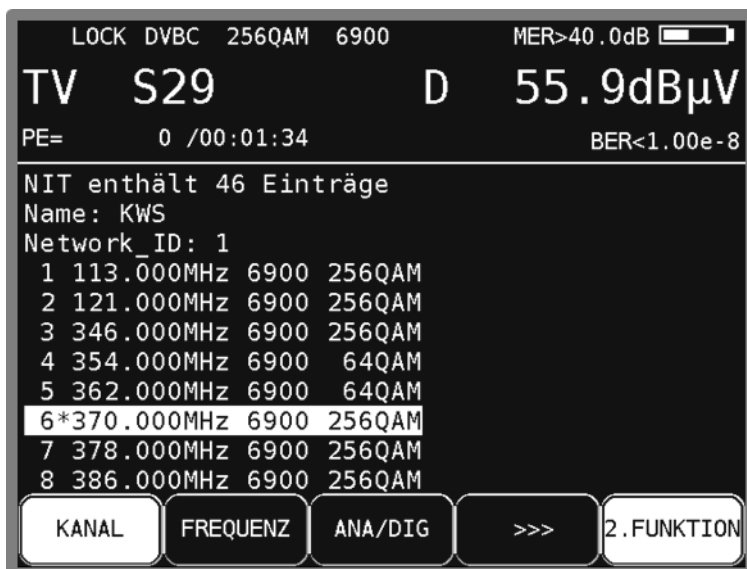 LOCK DVBC 256QAM 6900 MER>40.0dB
TV S29 D 55.9dBµV
PE= 0 /00:01:34 BER<1.00e-8
NIT enthält 46 Einträge
Name: KWS
Network_ID: 1
1 113.000MHz 6900 256QAM
2 121.000MHz 6900 256QAM
3 346.000MHz 6900 256QAM
4 354.000MHz 6900 64QAM
5 362.000MHz 6900 64QAM
6*370.000MHz 6900 256QAM
7 378.000MHz 6900 256QAM
8 386.000MHz 6900 256QAM
KANAL FREQUENZ ANA/DIG >>> 2.FUNKTION